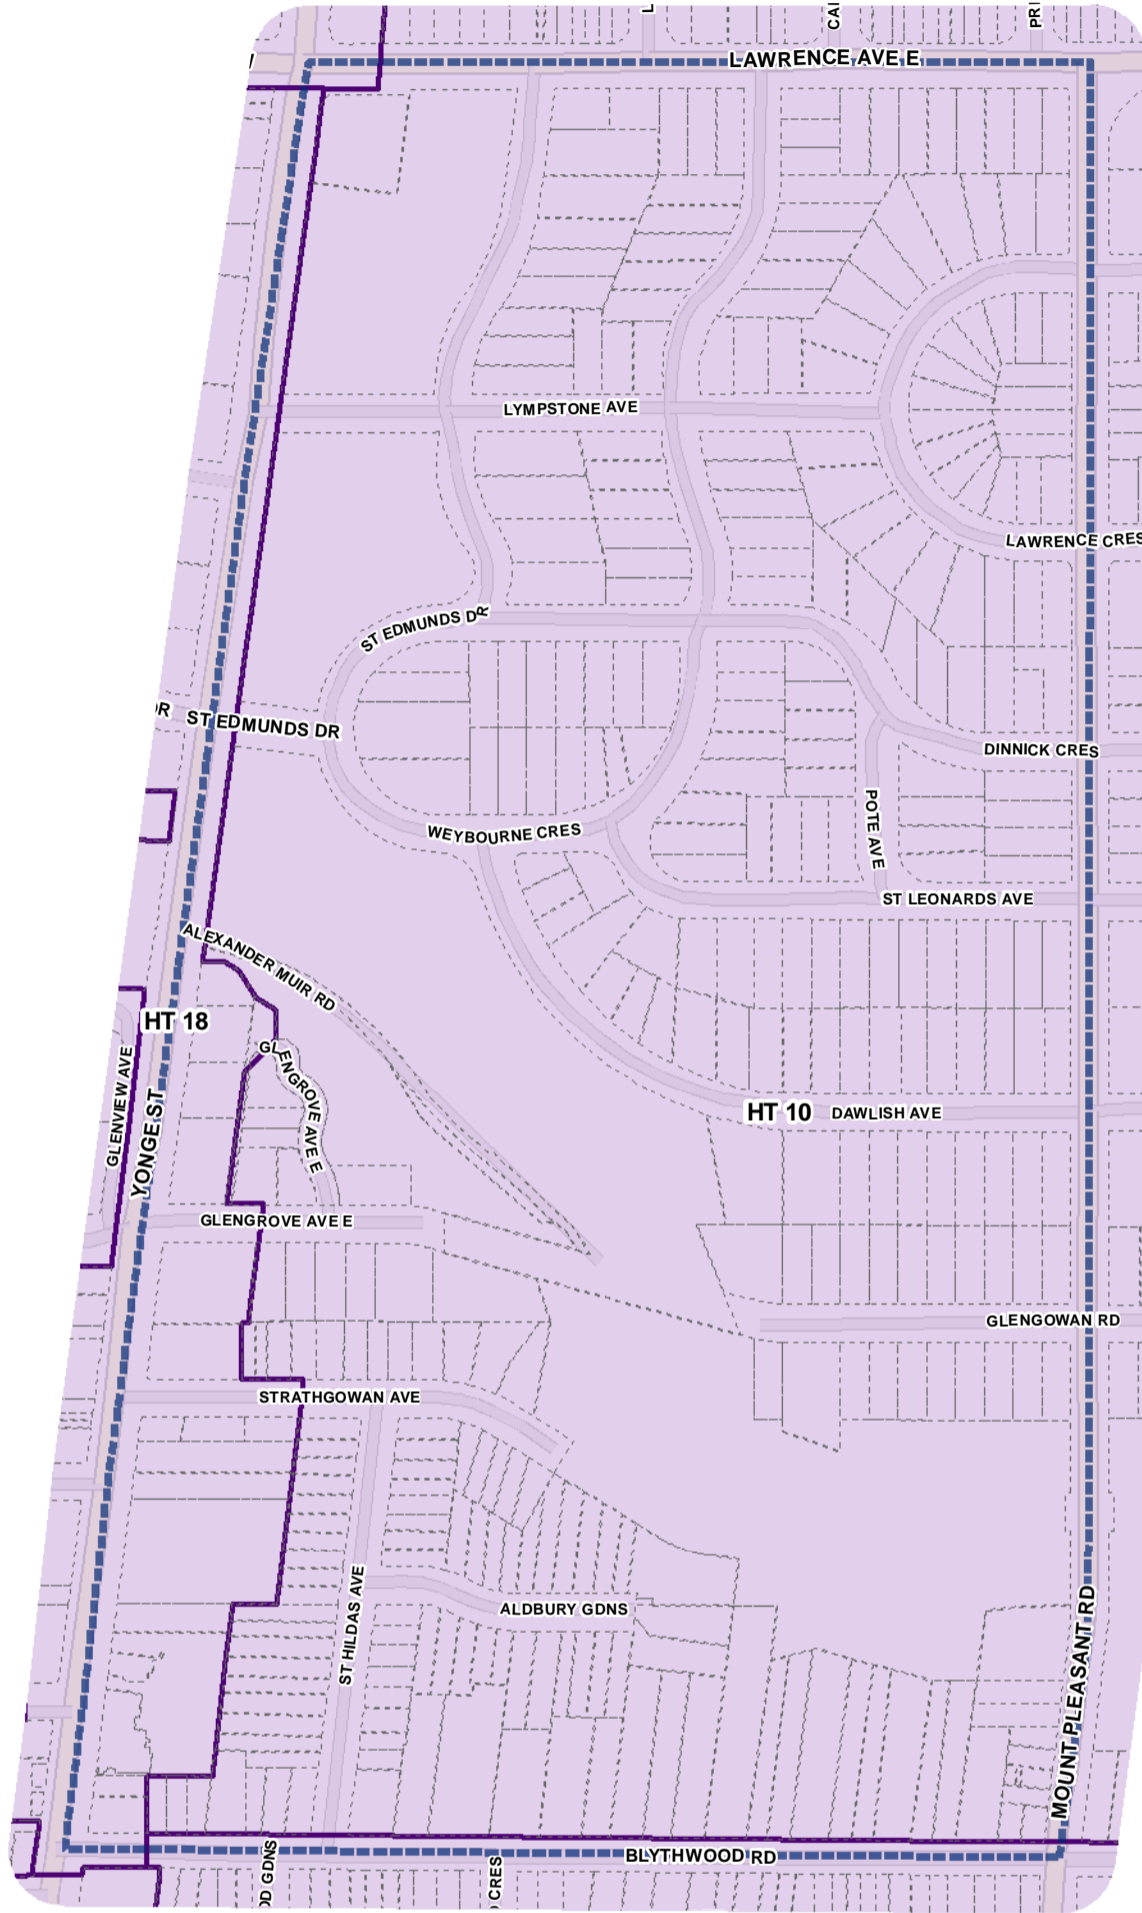 LAWRENCE AVE E
LYMPSTONE AVE
LAWRENCE CRES
ST EDMUNDS DR
DR
ST EDMUNDS DR
DINNICK CRES
POTE AVE
WEYBOURNE CRES
ST LEONARDS AVE
ALEXANDER MUIR RD
HT 18
GLENVIEW AVE
YONGE ST
GLENGROVE AVE E
HT 10
DAWLISH AVE
GLENGROVE AVE E
GLENGOWAN RD
STRATHGOWAN AVE
ST HILDAS AVE
ALDBURY GDNS
MOUNT PLEASANT RD
BLYTHWOOD RD
GDNS
CRES